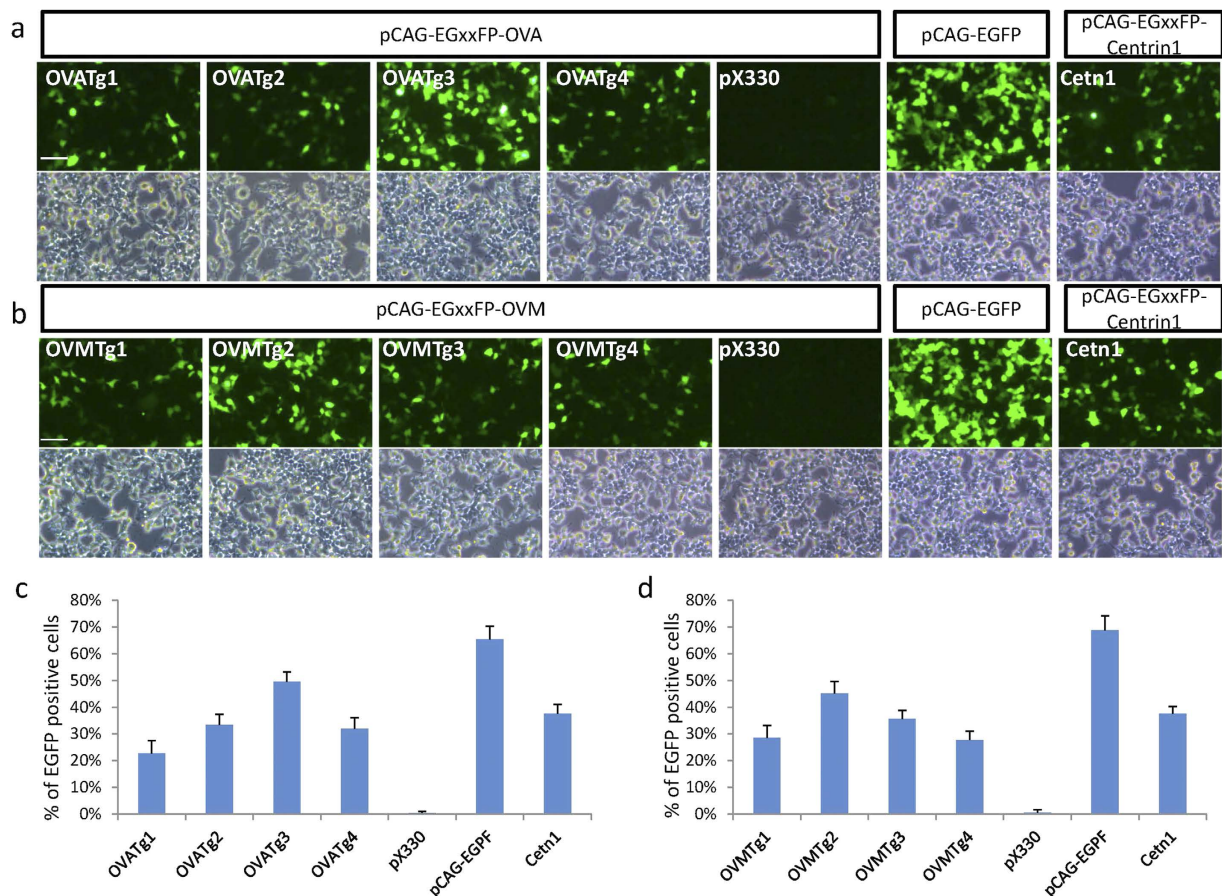 a
pCAG-EGxxFP-OVA
pCAG-EGFP
pCAG-EGxxFP-
Centrin1
OVATg1
OVATg2
OVATg3
OVATg4
pX330
Cetn1
b
pCAG-EGxxFP-OVM
pCAG-EGFP
pCAG-EGxxFP-
Centrin1
OVMTg1
OVMTg2
OVMTg3
OVMTg4
pX330
Cetn1
c
% of EGFP positive cells
80%
70%
60%
50%
40%
30%
20%
10%
0%
OVATg1
OVATg2
OVATg3
OVATg4
pX330
pCAG-EGPF
Cetn1
d
% of EGFP positive cells
80%
70%
60%
50%
40%
30%
20%
10%
0%
OVMTg1
OVMTg2
OVMTg3
OVMTg4
pX330
pCAG-EGPF
Cetn1